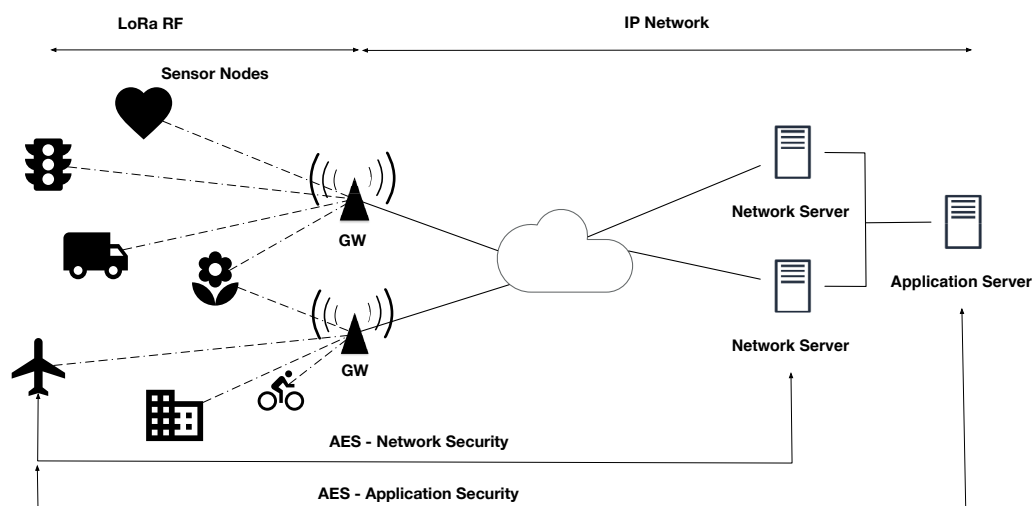 LoRa RF
IP Network
Sensor Nodes
GW
Network Server
Application Server
GW
Network Server
AES - Network Security
AES - Application Security